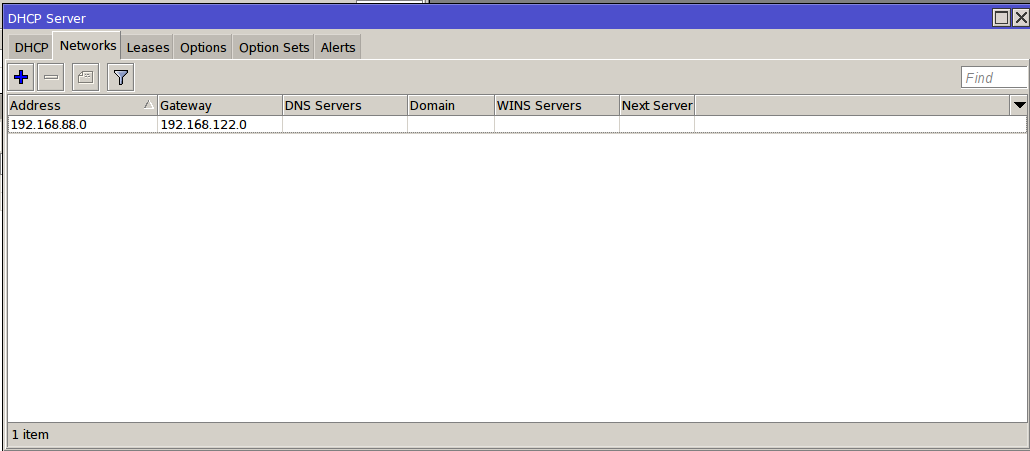 DHCP Server
DHCP Networks Leases Options Option Sets Alerts
Find
Address Gateway DNS Servers Domain WINS Servers Next Server
192.168.88.0 192.168.122.0
1 item